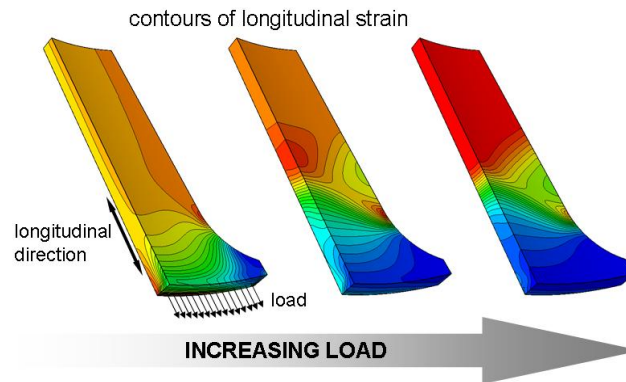 contours of longitudinal strain
longitudinal
direction
load
INCREASING LOAD